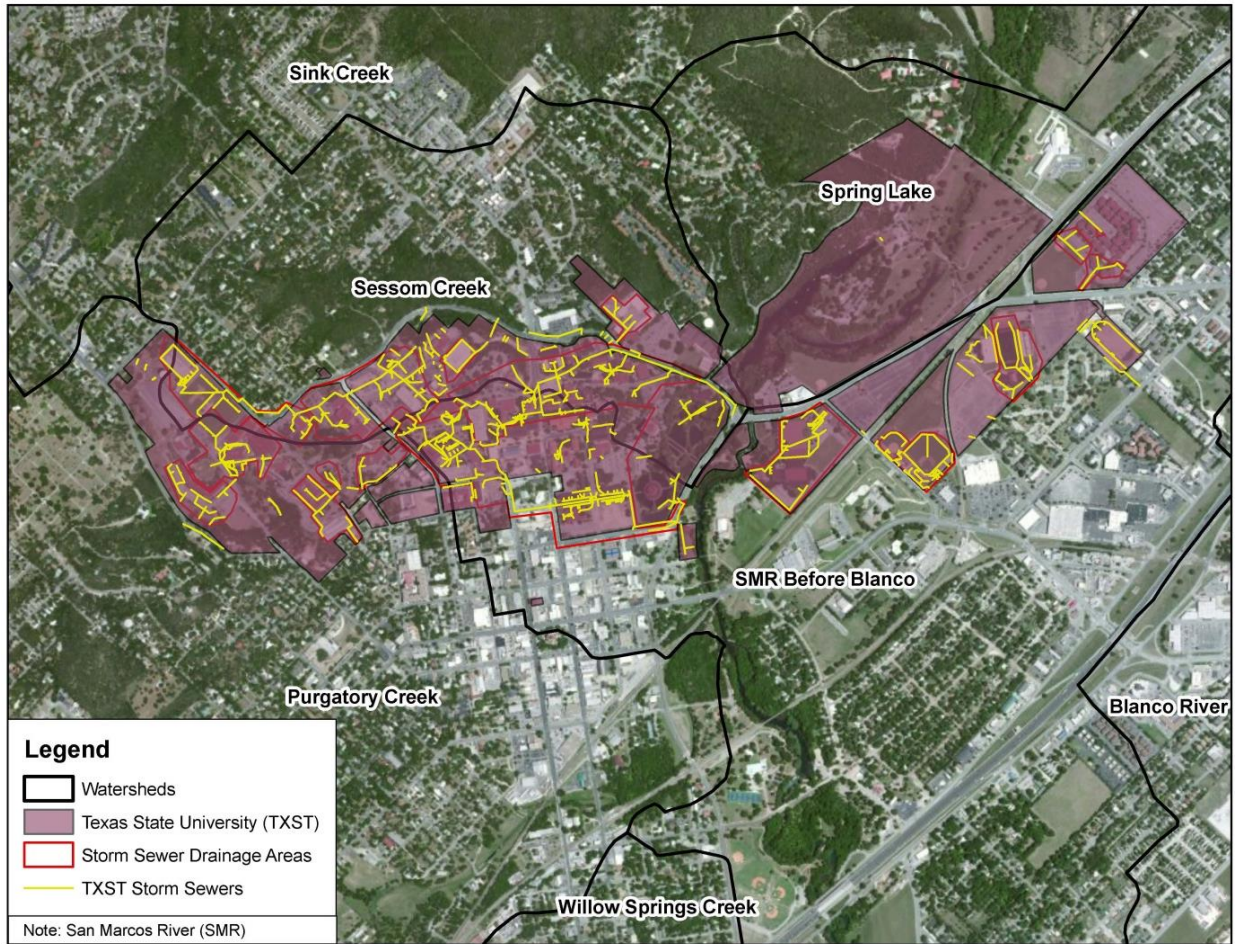 Sink Creek
Spring Lake
Sessom Creek
SMR Before Blanco
Purgatory Creek
Blanco River
Willow Springs Creek
Legend
Watersheds
Texas State University (TXST)
Storm Sewer Drainage Areas
TXST Storm Sewers
Note: San Marcos River (SMR)